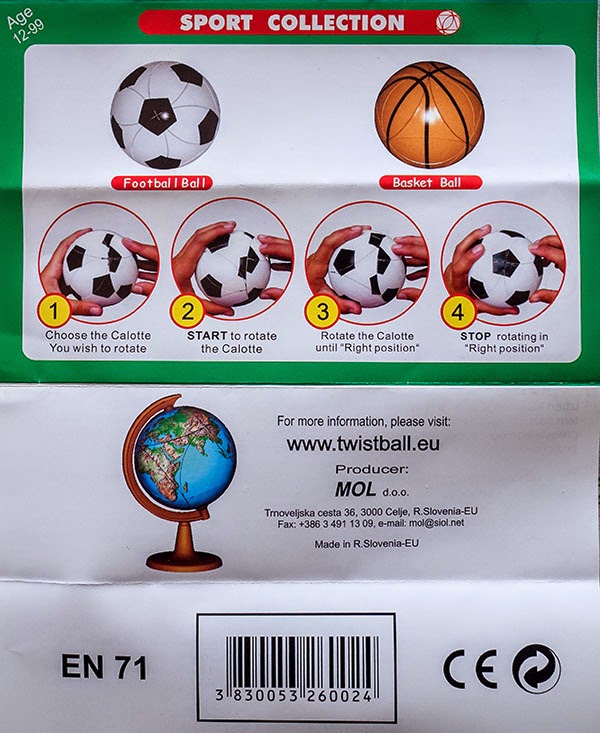 Age
12-99
SPORT COLLECTION
Football Ball
Basket Ball
1
Choose the Calotte
You wish to rotate
2
START to rotate
the Calotte
3
Rotate the Calotte
until "Right position"
4
STOP rotating in
"Right position"
For more information, please visit:
www.twistball.eu
Producer:
MOL d.o.o.
Trnoveljska cesta 36, 3000 Celje, R.Slovenia-EU
Fax: +386 3 491 13 09, e-mail: mol@siol.net
Made in R.Slovenia-EU
EN 71
3 830053 260024
CE